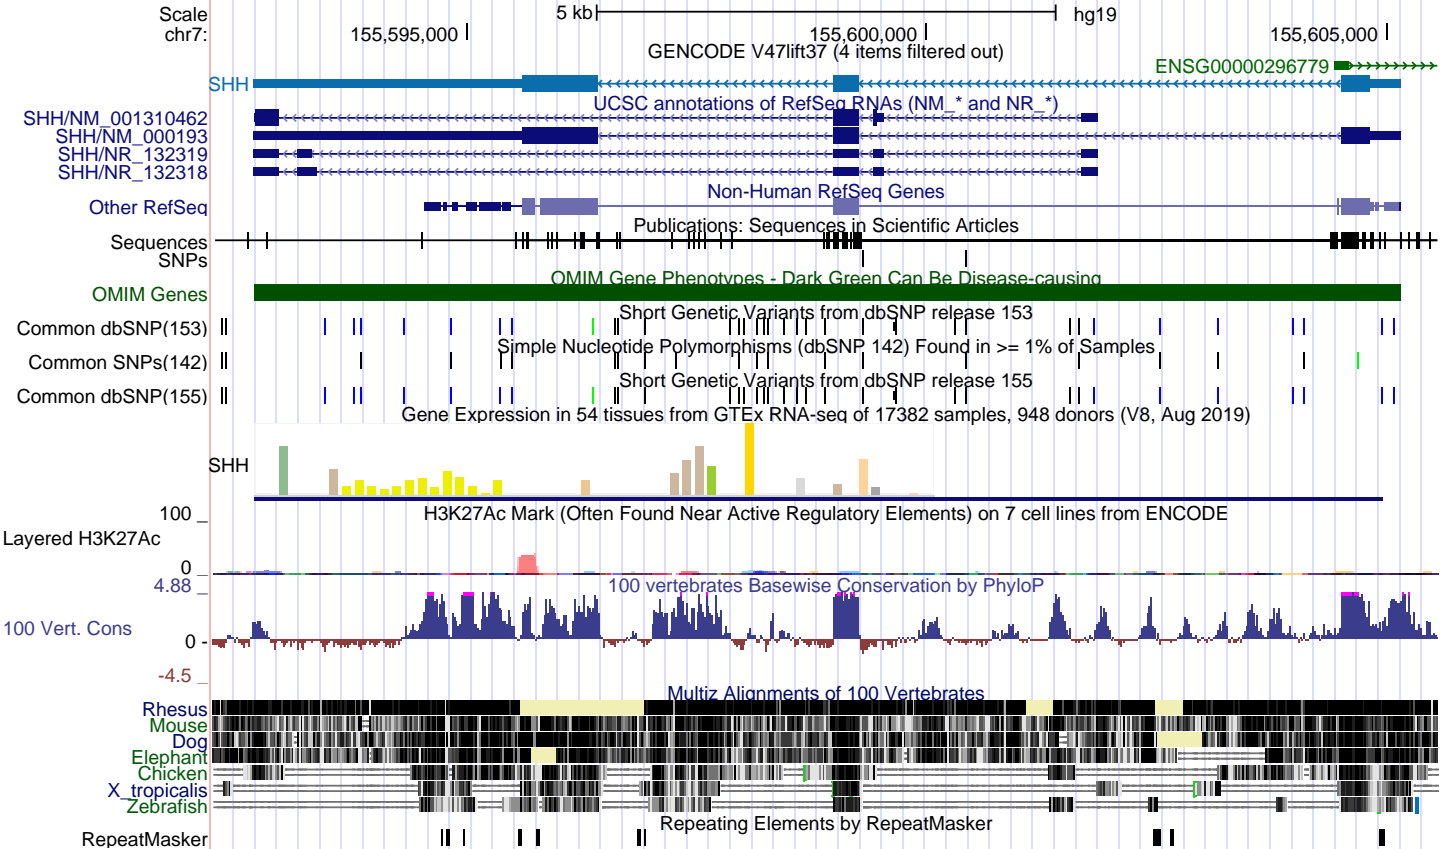 Scale 5 kb hg19
chr7: 155,595,000 155,600,000 155,605,000
GENCODE V47lift37 (4 items filtered out)
ENSG00000296779
SHH
UCSC annotations of RefSeq RNAs (NM_* and NR_*)
SHH/NM_001310462
SHH/NM_000193
SHH/NR_132319
SHH/NR_132318
Non-Human RefSeq Genes
Other RefSeq
Publications: Sequences in Scientific Articles
Sequences
SNPs
OMIM Gene Phenotypes - Dark Green Can Be Disease-causing
OMIM Genes
Short Genetic Variants from dbSNP release 153
Common dbSNP(153)
Simple Nucleotide Polymorphisms (dbSNP 142) Found in >= 1% of Samples
Common SNPs(142)
Short Genetic Variants from dbSNP release 155
Common dbSNP(155)
Gene Expression in 54 tissues from GTEx RNA-seq of 17382 samples, 948 donors (V8, Aug 2019)
SHH
H3K27Ac Mark (Often Found Near Active Regulatory Elements) on 7 cell lines from ENCODE
100 _
Layered H3K27Ac
0 _
100 vertebrates Basewise Conservation by PhyloP
4.88 _
100 Vert. Cons
0 -
-4.5 _
Multiz Alignments of 100 Vertebrates
Rhesus
Mouse
Dog
Elephant
Chicken
X_tropicalis
Zebrafish
Repeating Elements by RepeatMasker
RepeatMasker